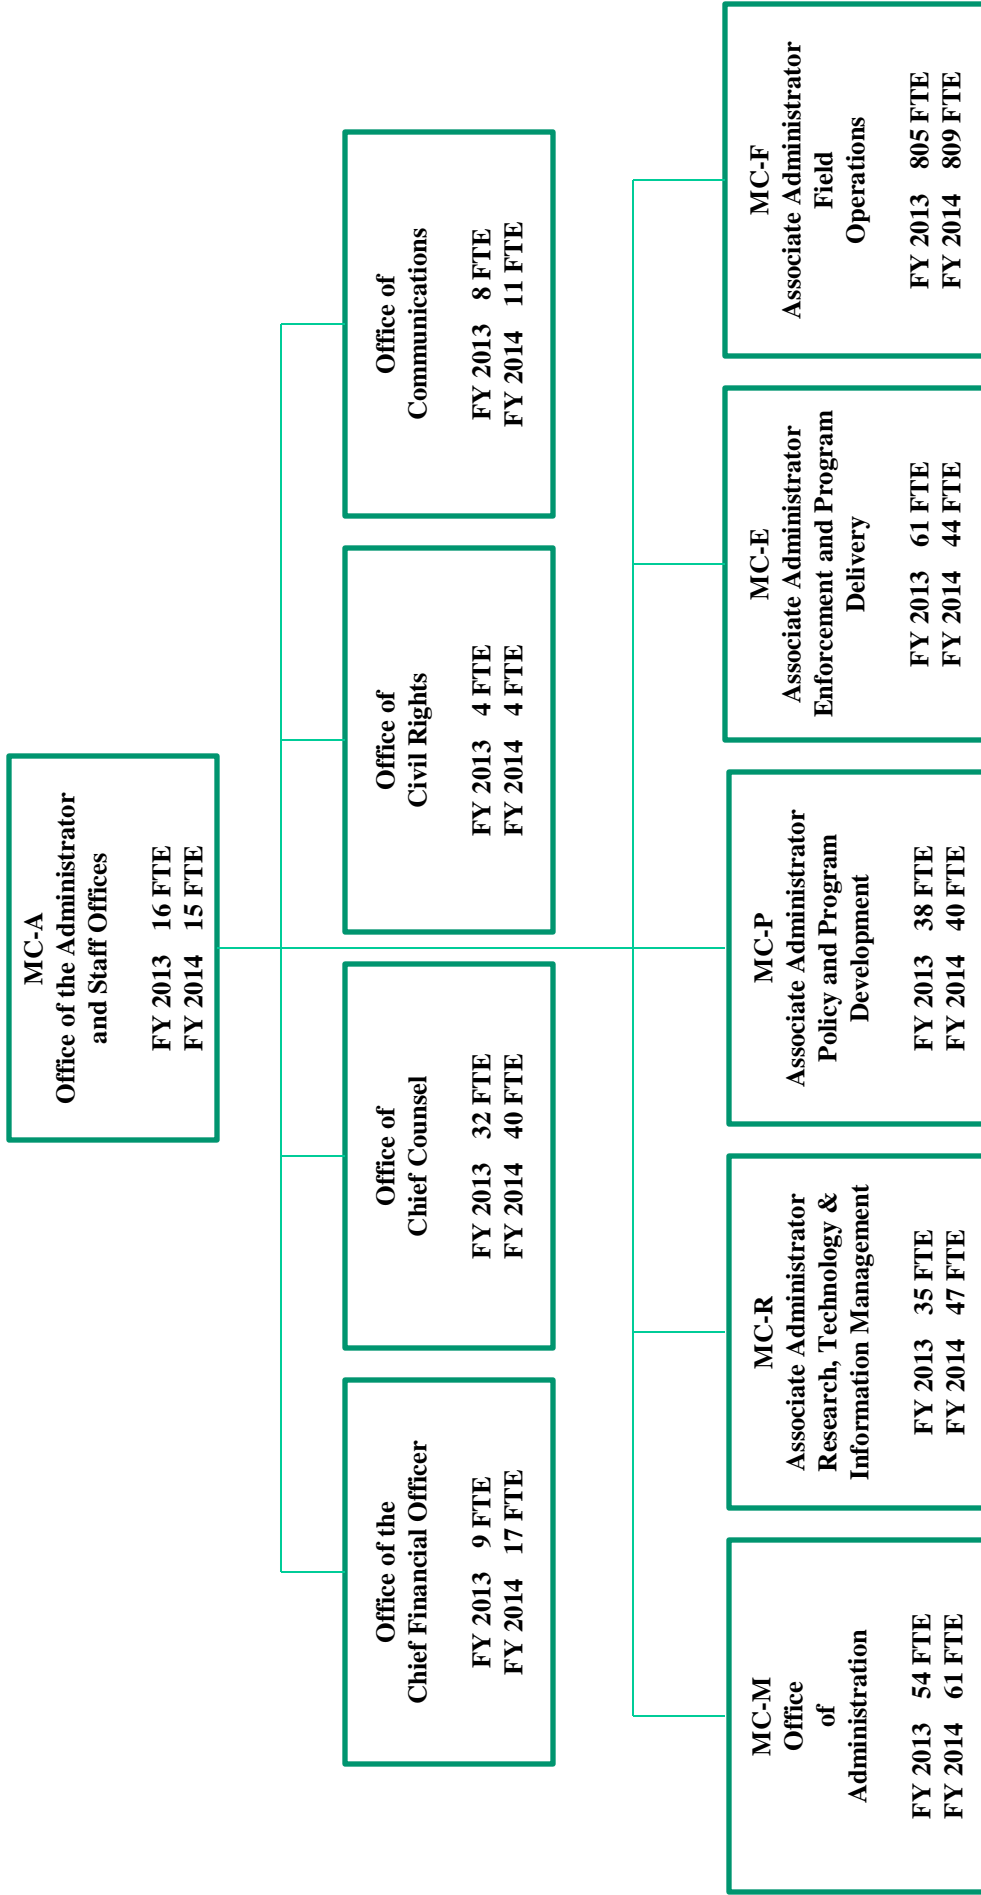 MC-A
Office of the Administrator
and Staff Offices
FY 2013 16 FTE
FY 2014 15 FTE
Office of the
Chief Financial Officer
FY 2013 9 FTE
FY 2014 17 FTE
Office of
Chief Counsel
FY 2013 32 FTE
FY 2014 40 FTE
Office of
Civil Rights
FY 2013 4 FTE
FY 2014 4 FTE
Office of
Communications
FY 2013 8 FTE
FY 2014 11 FTE
MC-M
Office
of
Administration
FY 2013 54 FTE
FY 2014 61 FTE
MC-R
Associate Administrator
Research, Technology &
Information Management
FY 2013 35 FTE
FY 2014 47 FTE
MC-P
Associate Administrator
Policy and Program
Development
FY 2013 38 FTE
FY 2014 40 FTE
MC-E
Associate Administrator
Enforcement and Program
Delivery
FY 2013 61 FTE
FY 2014 44 FTE
MC-F
Associate Administrator
Field
Operations
FY 2013 805 FTE
FY 2014 809 FTE